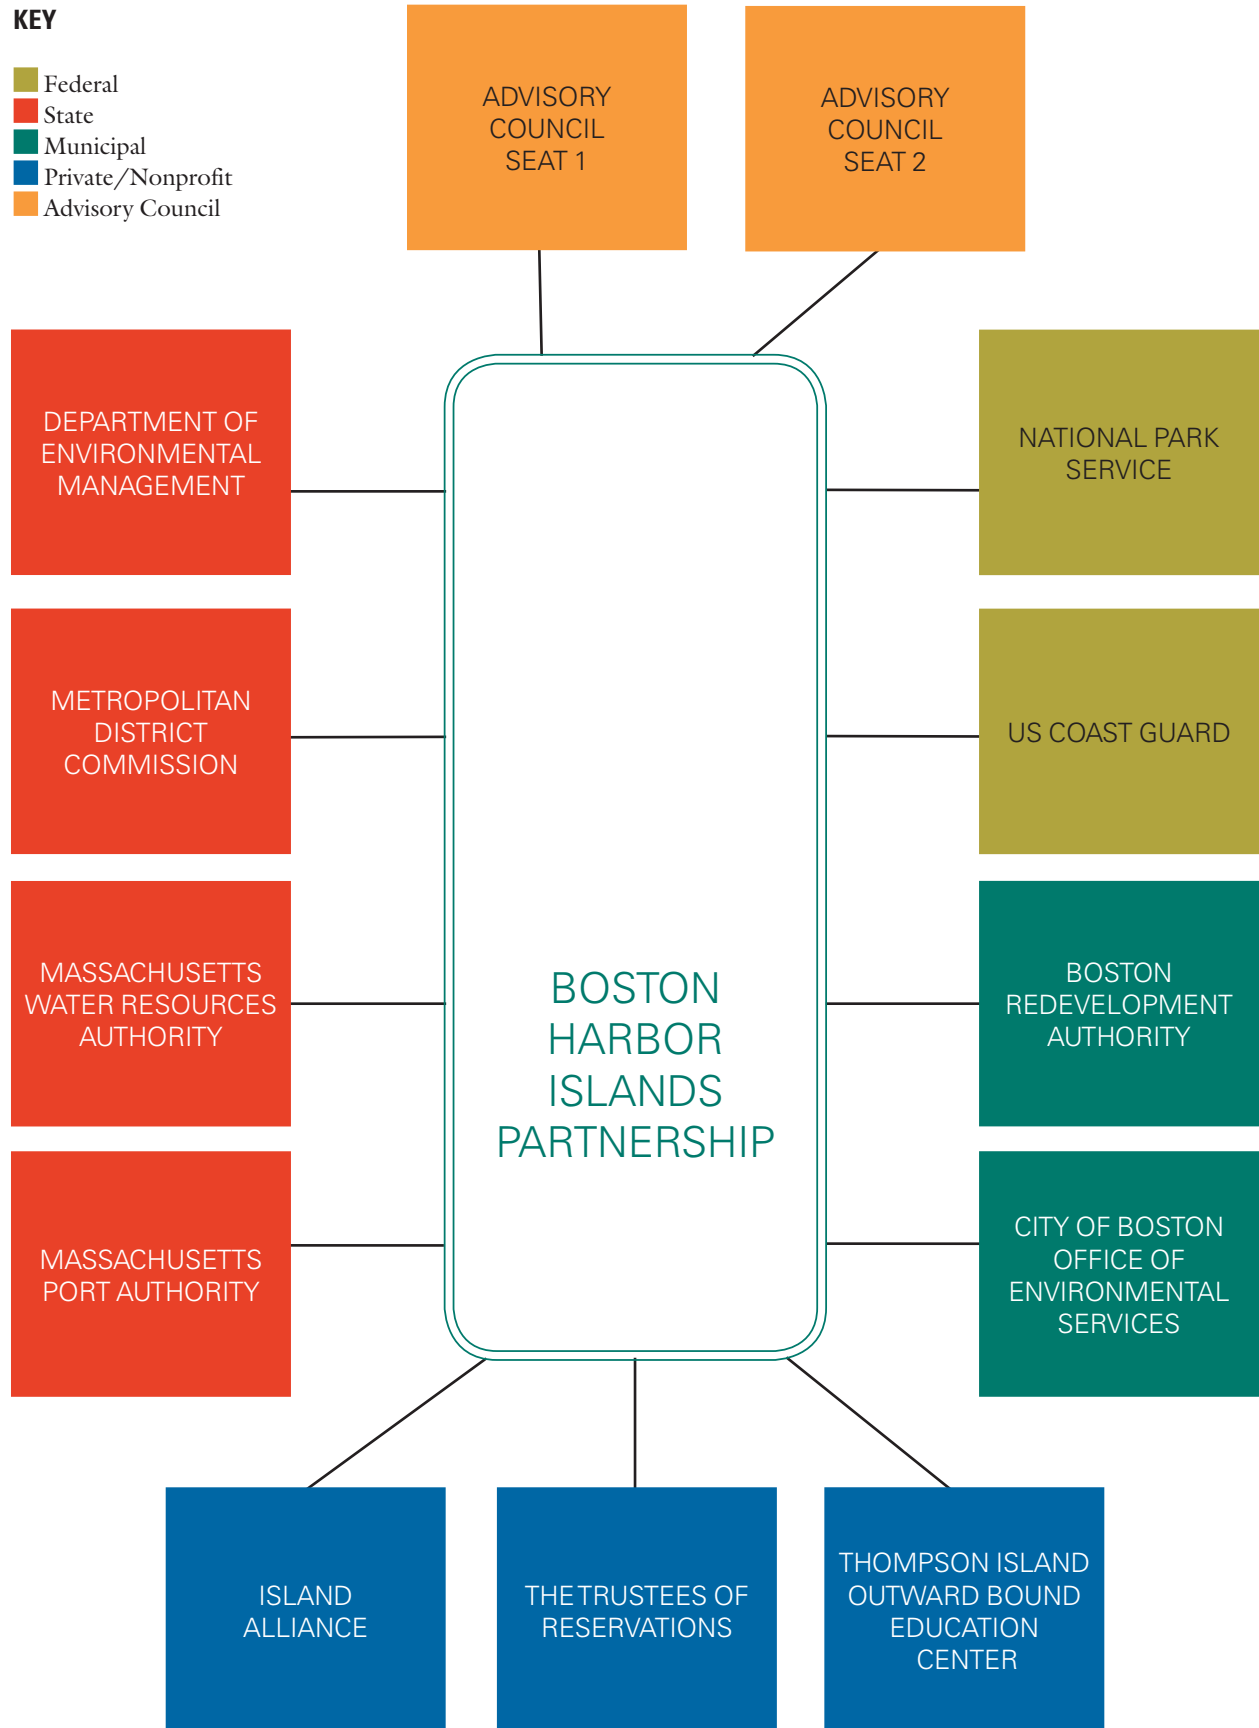 KEY
Federal
State
Municipal
Private/Nonprofit
Advisory Council
ADVISORY
COUNCIL
SEAT 1
ADVISORY
COUNCIL
SEAT 2
DEPARTMENT OF
ENVIRONMENTAL
MANAGEMENT
NATIONAL PARK
SERVICE
METROPOLITAN
DISTRICT
COMMISSION
US COAST GUARD
MASSACHUSETTS
WATER RESOURCES
AUTHORITY
BOSTON
HARBOR
ISLANDS
PARTNERSHIP
BOSTON
REDEVELOPMENT
AUTHORITY
MASSACHUSETTS
PORT AUTHORITY
CITY OF BOSTON
OFFICE OF
ENVIRONMENTAL
SERVICES
ISLAND
ALLIANCE
THE TRUSTEES OF
RESERVATIONS
THOMPSON ISLAND
OUTWARD BOUND
EDUCATION
CENTER